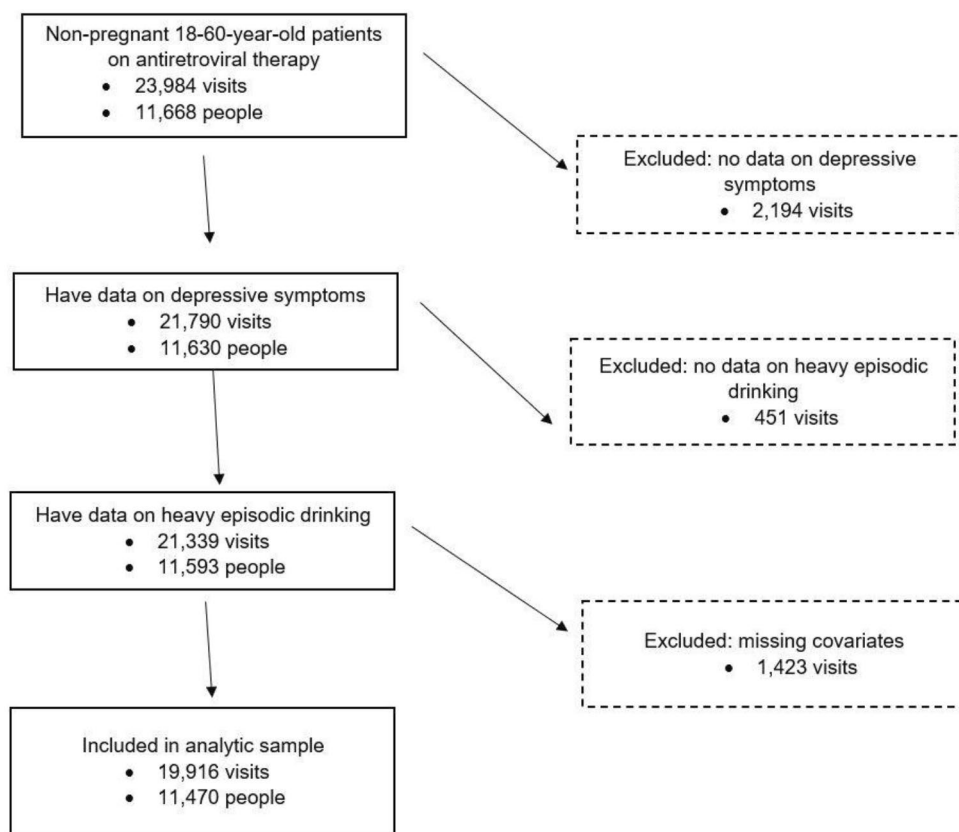 Non-pregnant 18-60-year-old patients
on antiretroviral therapy
• 23,984 visits
• 11,668 people
Excluded: no data on depressive
symptoms
• 2,194 visits
Have data on depressive symptoms
• 21,790 visits
• 11,630 people
Excluded: no data on heavy episodic
drinking
• 451 visits
Have data on heavy episodic drinking
• 21,339 visits
• 11,593 people
Excluded: missing covariates
• 1,423 visits
Included in analytic sample
• 19,916 visits
• 11,470 people